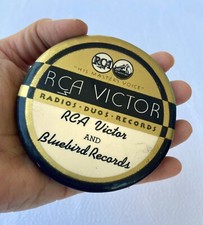 RCA
"HIS MASTER'S VOICE"
RCA VICTOR
RADIOS · DUOS · RECORDS
RCA Victor
AND
Bluebird Records